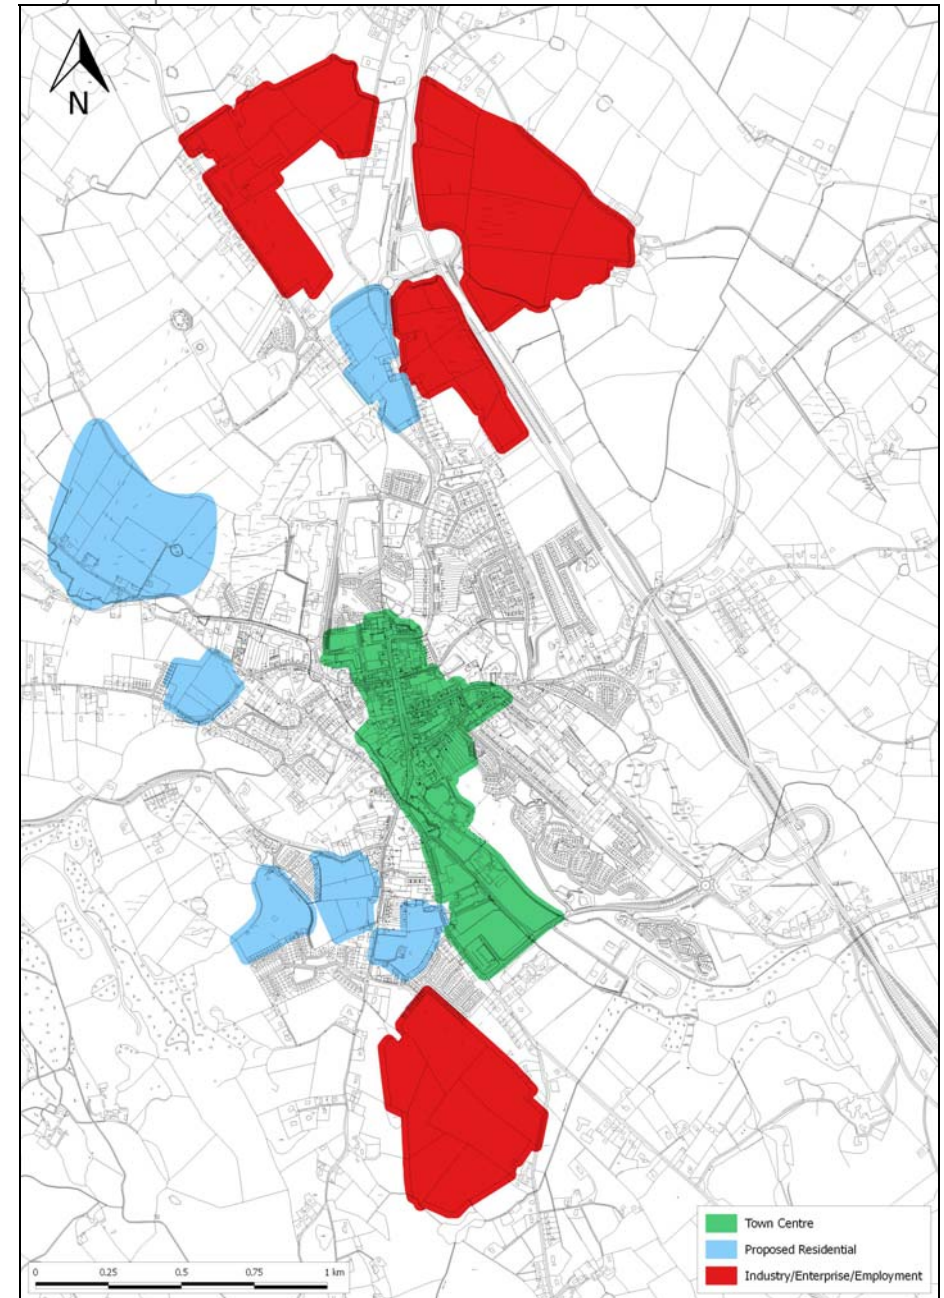 N
Town Centre
Proposed Residential
Industry/Enterprise/Employment
0 0.25 0.5 0.75 1 km